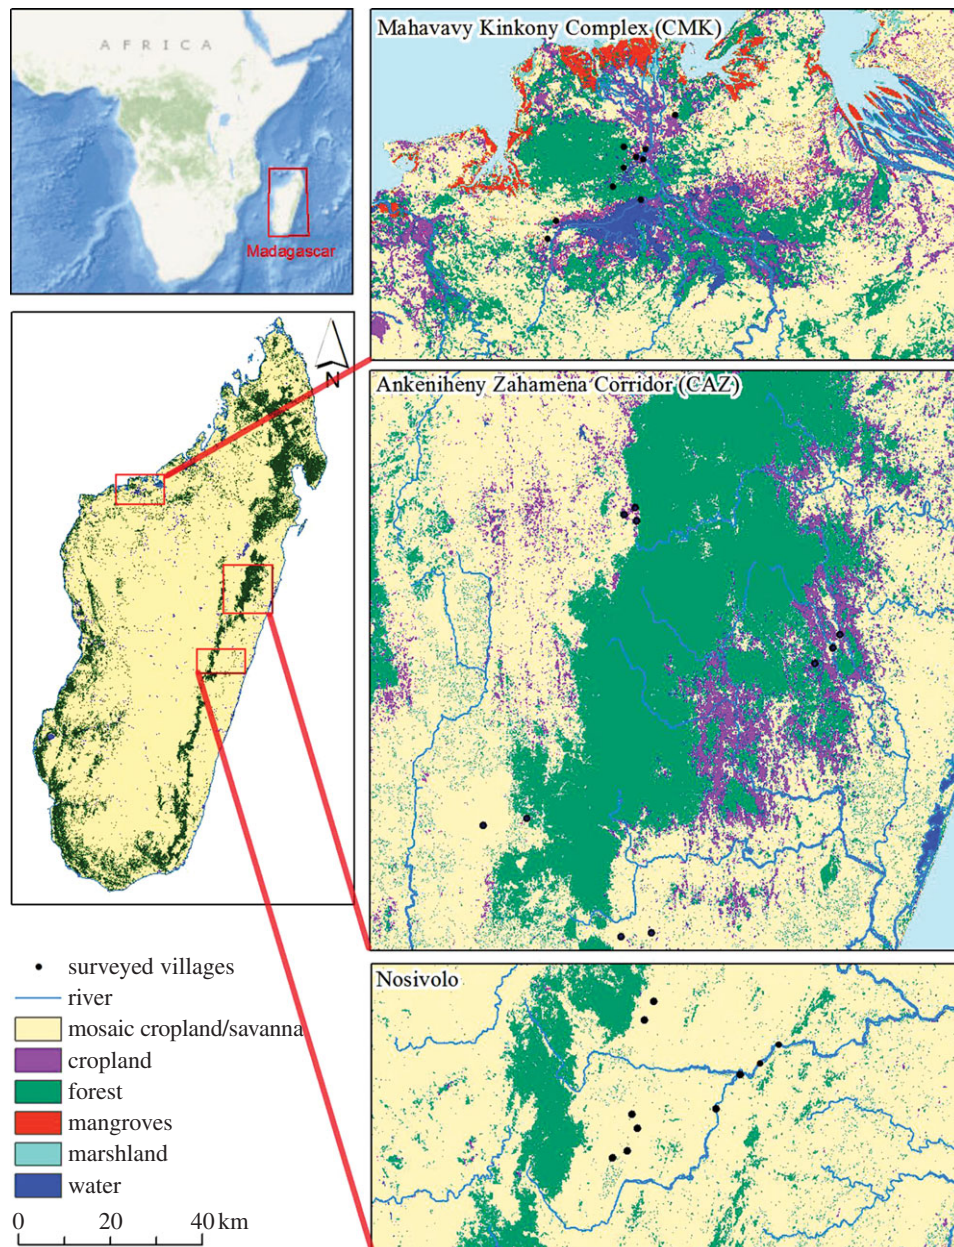 AFRICA
Madagascar
Mahavavy Kinkony Complex (CMK)
N
Ankeniheny Zahamena Corridor (CAZ)
Nosivolo
surveyed villages
river
mosaic cropland/savanna
cropland
forest
mangroves
marshland
water
0 20 40 km